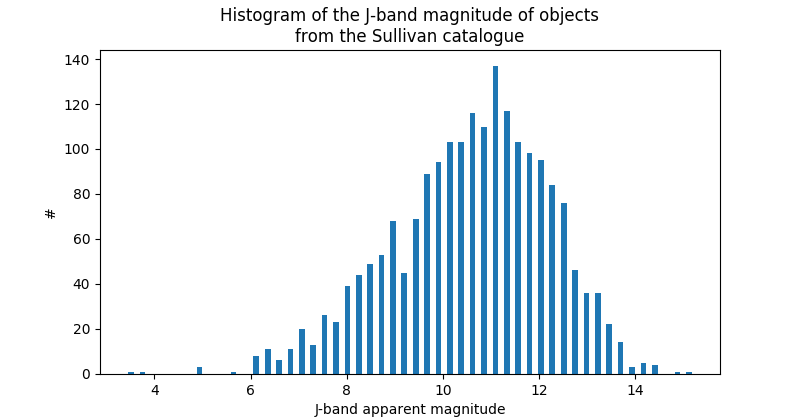 Histogram of the J-band magnitude of objects
from the Sullivan catalogue
140
120
100
80
60
40
20
0
#
4 6 8 10 12 14
J-band apparent magnitude